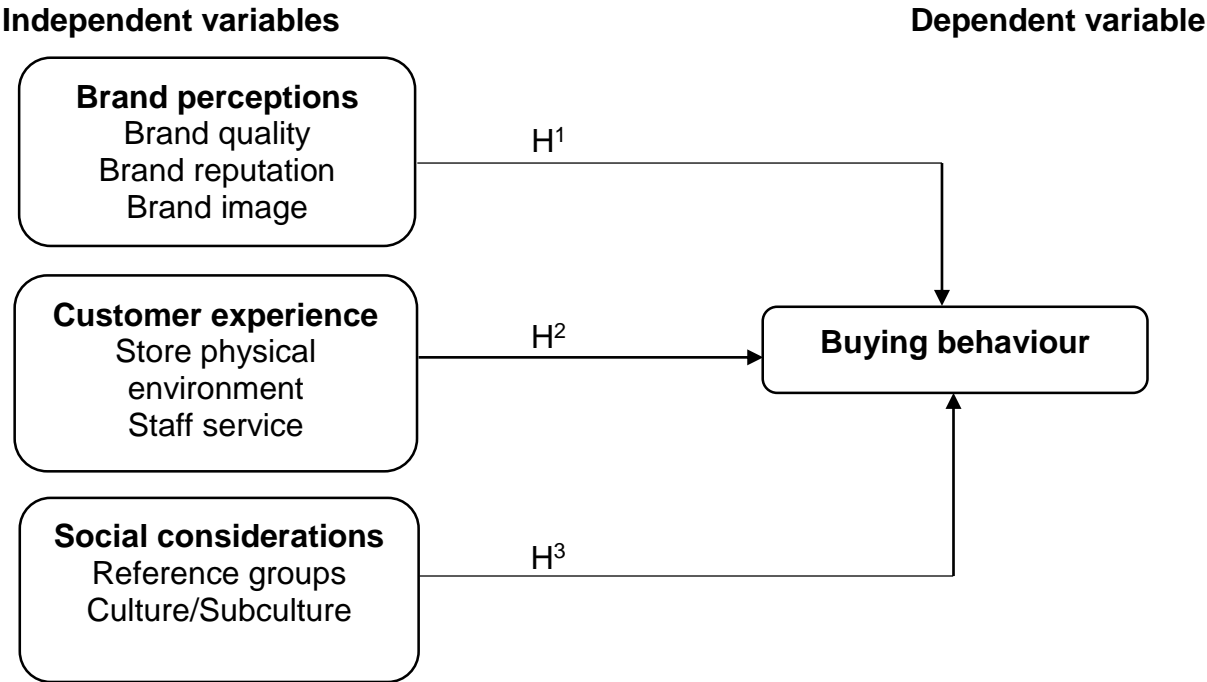 Independent variables
Dependent variable
Brand perceptions
Brand quality
Brand reputation
Brand image
H¹
Customer experience
Store physical
environment
Staff service
H²
Buying behaviour
Social considerations
Reference groups
Culture/Subculture
H³